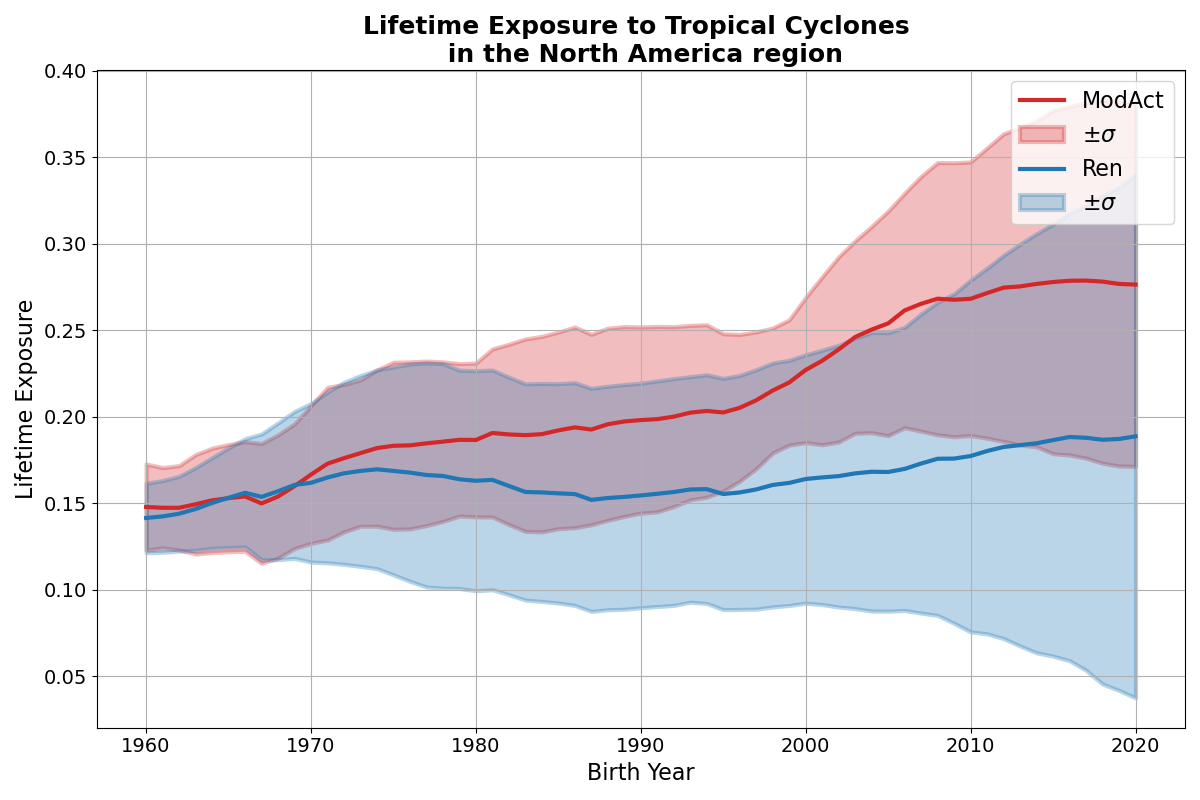 Lifetime Exposure to Tropical Cyclones
in the North America region
Lifetime Exposure
0.40
0.35
0.30
0.25
0.20
0.15
0.10
0.05
ModAct
±σ
Ren
±σ
1960
1970
1980
1990
2000
2010
2020
Birth Year